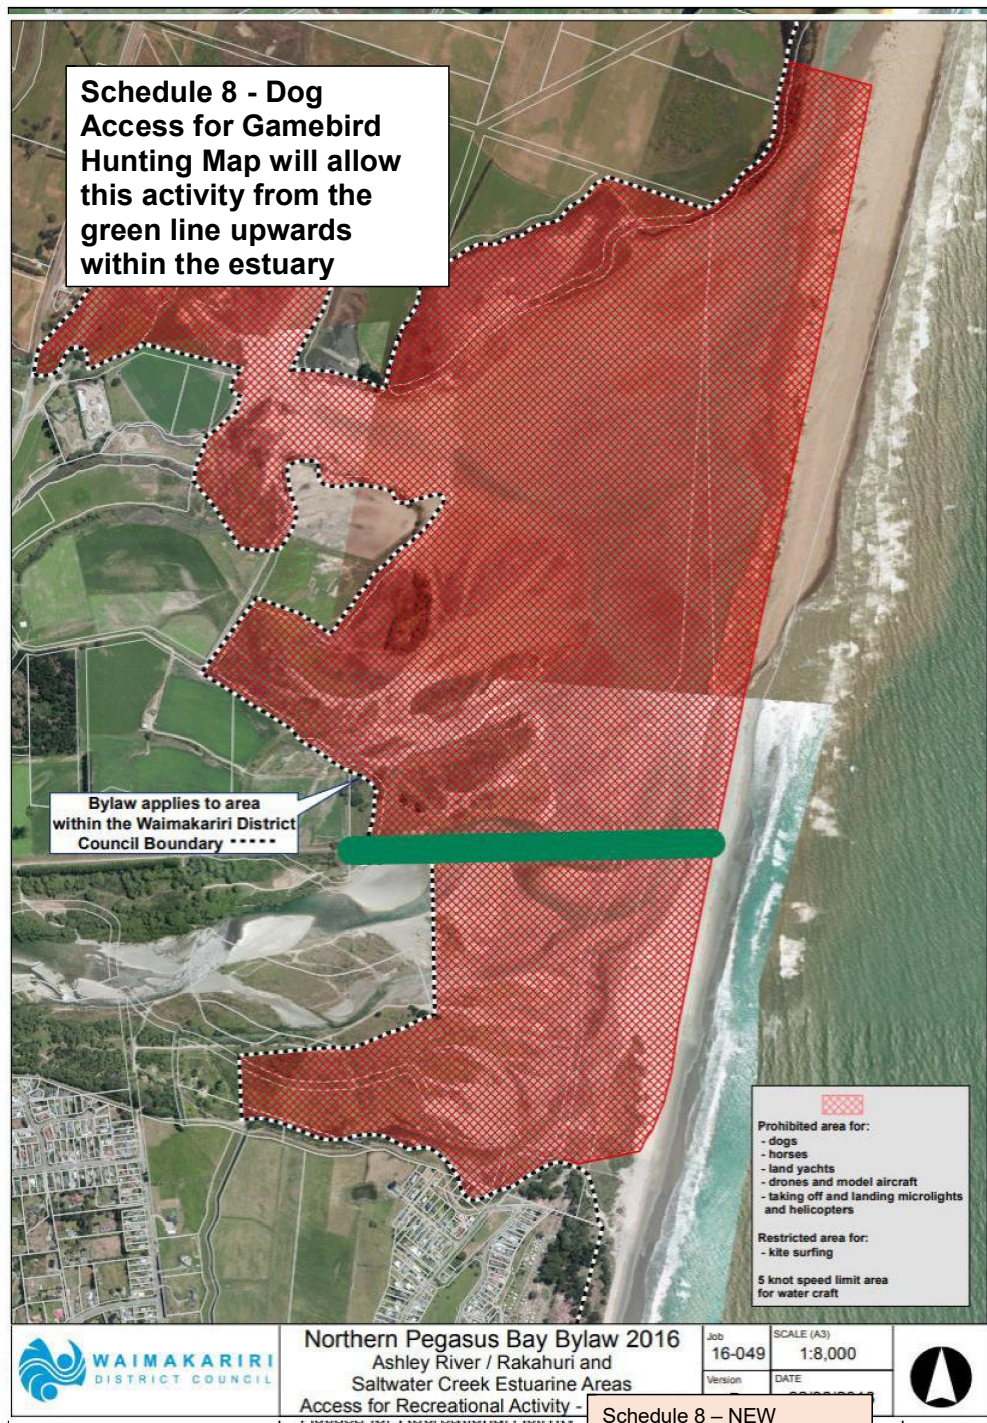 Schedule 8 - Dog
Access for Gamebird
Hunting Map will allow
this activity from the
green line upwards
within the estuary
Bylaw applies to area
within the Waimakariri District
Council Boundary
Prohibited area for:
- dogs
- horses
- land yachts
- drones and model aircraft
- taking off and landing microlights
and helicopters
Restricted area for:
- kite surfing
5 knot speed limit area
for water craft
WAIMAKARIRI
DISTRICT COUNCIL
Northern Pegasus Bay Bylaw 2016
Ashley River / Rakahuri and
Saltwater Creek Estuarine Areas
Access for Recreational Activity -
Job
16-049
SCALE (A3)
1:8,000
Version
DATE
Schedule 8 – NEW